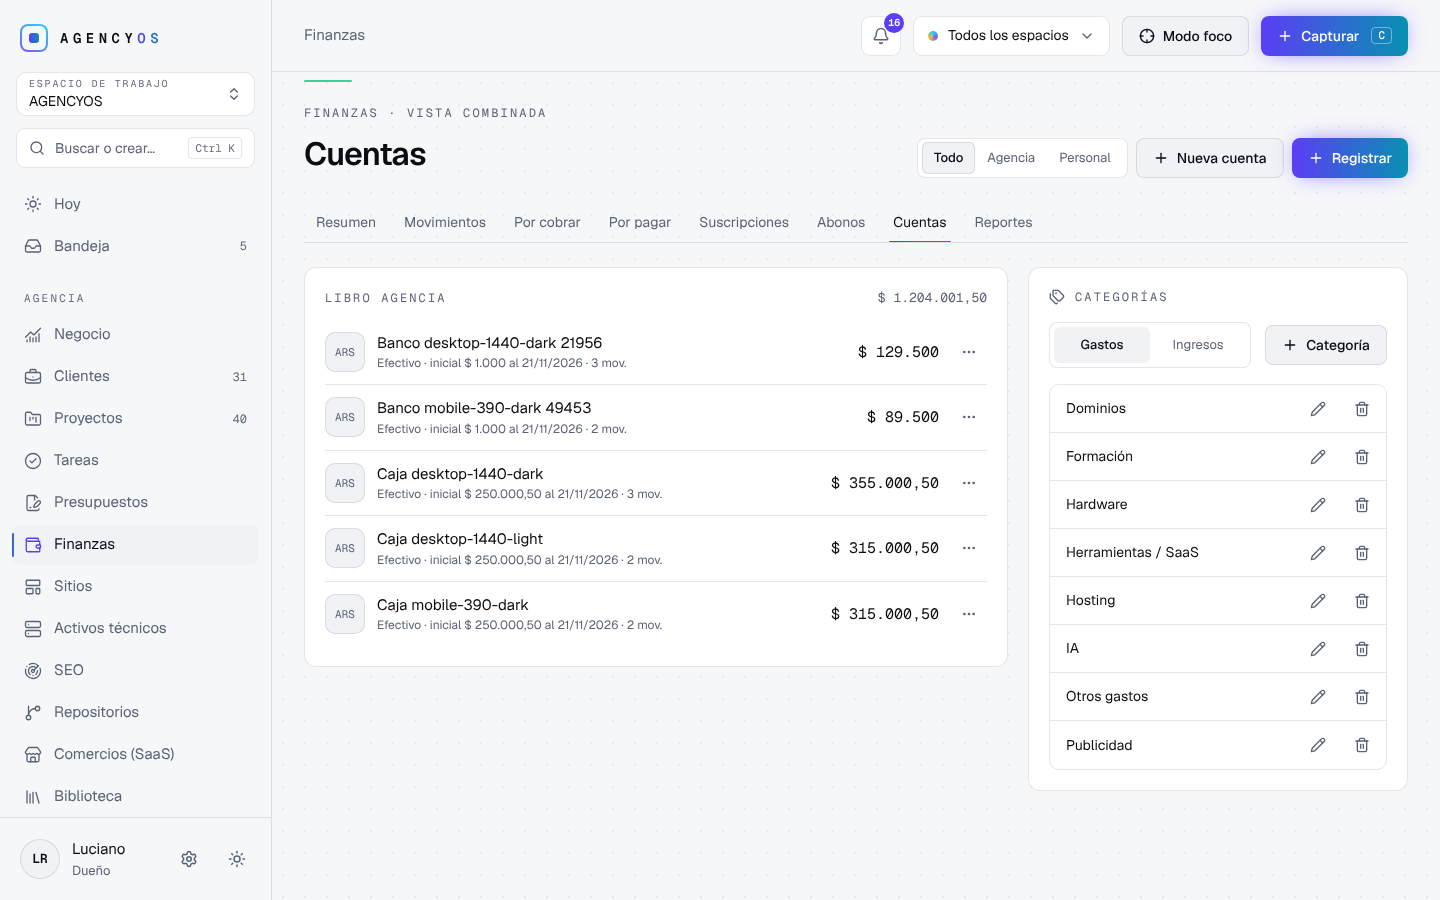 AGENCYOS
ESPACIO DE TRABAJO
AGENCYOS
Buscar o crear...
Ctrl K
Hoy
Bandeja 5
AGENCIA
Negocio
Clientes 31
Proyectos 40
Tareas
Presupuestos
Finanzas
Sitios
Activos técnicos
SEO
Repositorios
Comercios (SaaS)
Biblioteca
LR
Luciano
Dueño
Finanzas
16
Todos los espacios
Modo foco
Capturar C
FINANZAS · VISTA COMBINADA
Cuentas
Todo Agencia Personal
Nueva cuenta
Registrar
Resumen Movimientos Por cobrar Por pagar Suscripciones Abonos Cuentas Reportes
LIBRO AGENCIA $ 1.204.001,50
ARS
Banco desktop-1440-dark 21956
Efectivo · inicial $ 1.000 al 21/11/2026 · 3 mov.
$ 129.500
ARS
Banco mobile-390-dark 49453
Efectivo · inicial $ 1.000 al 21/11/2026 · 2 mov.
$ 89.500
ARS
Caja desktop-1440-dark
Efectivo · inicial $ 250.000,50 al 21/11/2026 · 3 mov.
$ 355.000,50
ARS
Caja desktop-1440-light
Efectivo · inicial $ 250.000,50 al 21/11/2026 · 2 mov.
$ 315.000,50
ARS
Caja mobile-390-dark
Efectivo · inicial $ 250.000,50 al 21/11/2026 · 2 mov.
$ 315.000,50
CATEGORÍAS
Gastos Ingresos
Categoría
Dominios
Formación
Hardware
Herramientas / SaaS
Hosting
IA
Otros gastos
Publicidad